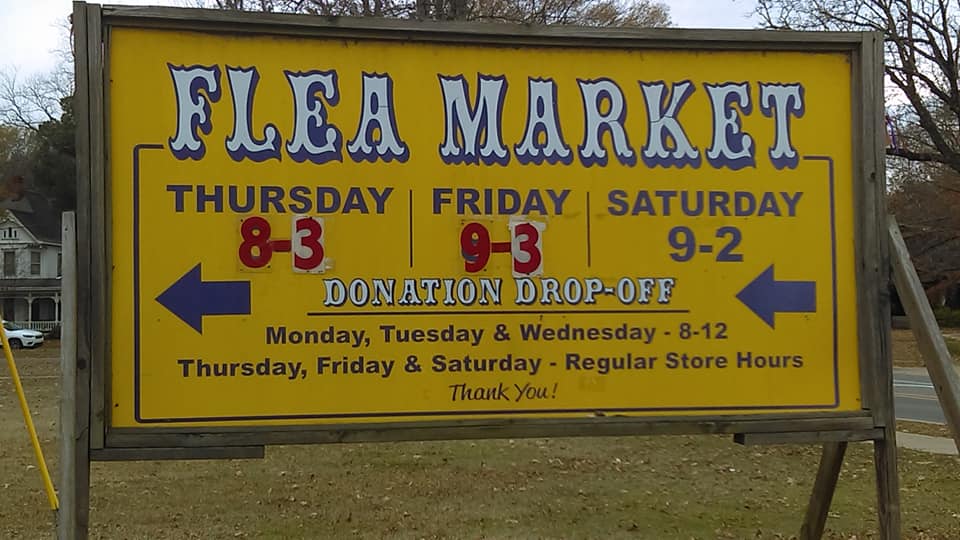 FLEA MARKET
THURSDAY FRIDAY SATURDAY
8-3 9-3 9-2
DONATION DROP-OFF
Monday, Tuesday & Wednesday - 8-12
Thursday, Friday & Saturday - Regular Store Hours
Thank You!